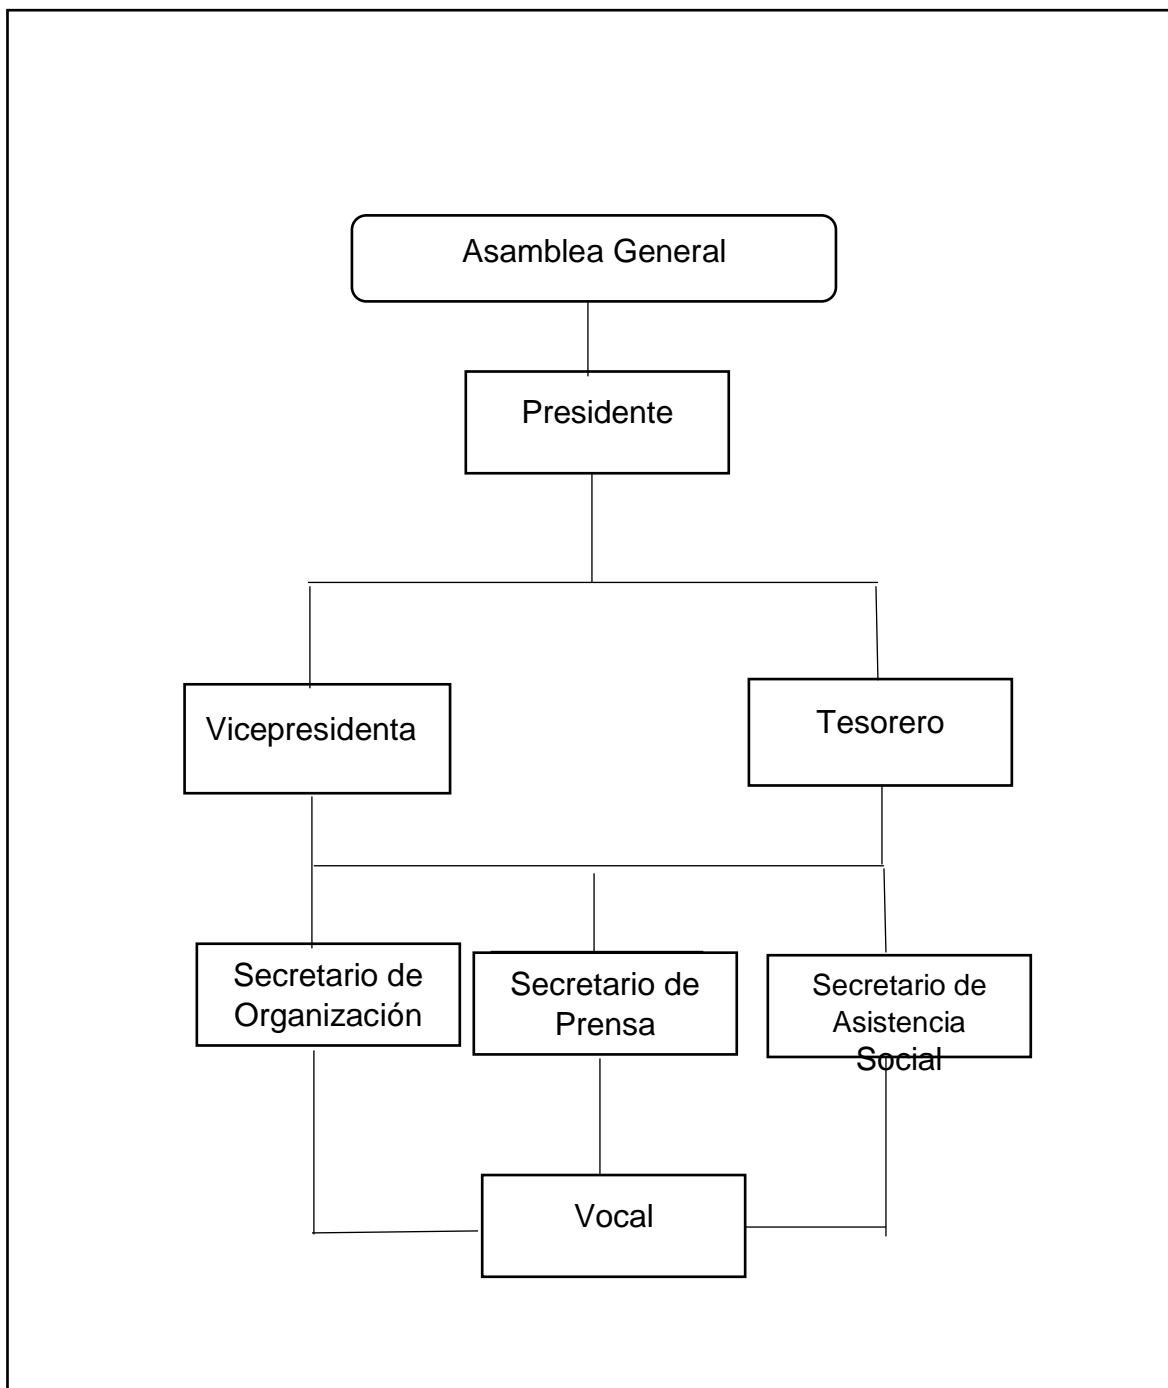 Asamblea General
Presidente
Vicepresidenta
Tesorero
Secretario de
Organización
Secretario de
Prensa
Secretario de
Asistencia
Social
Vocal